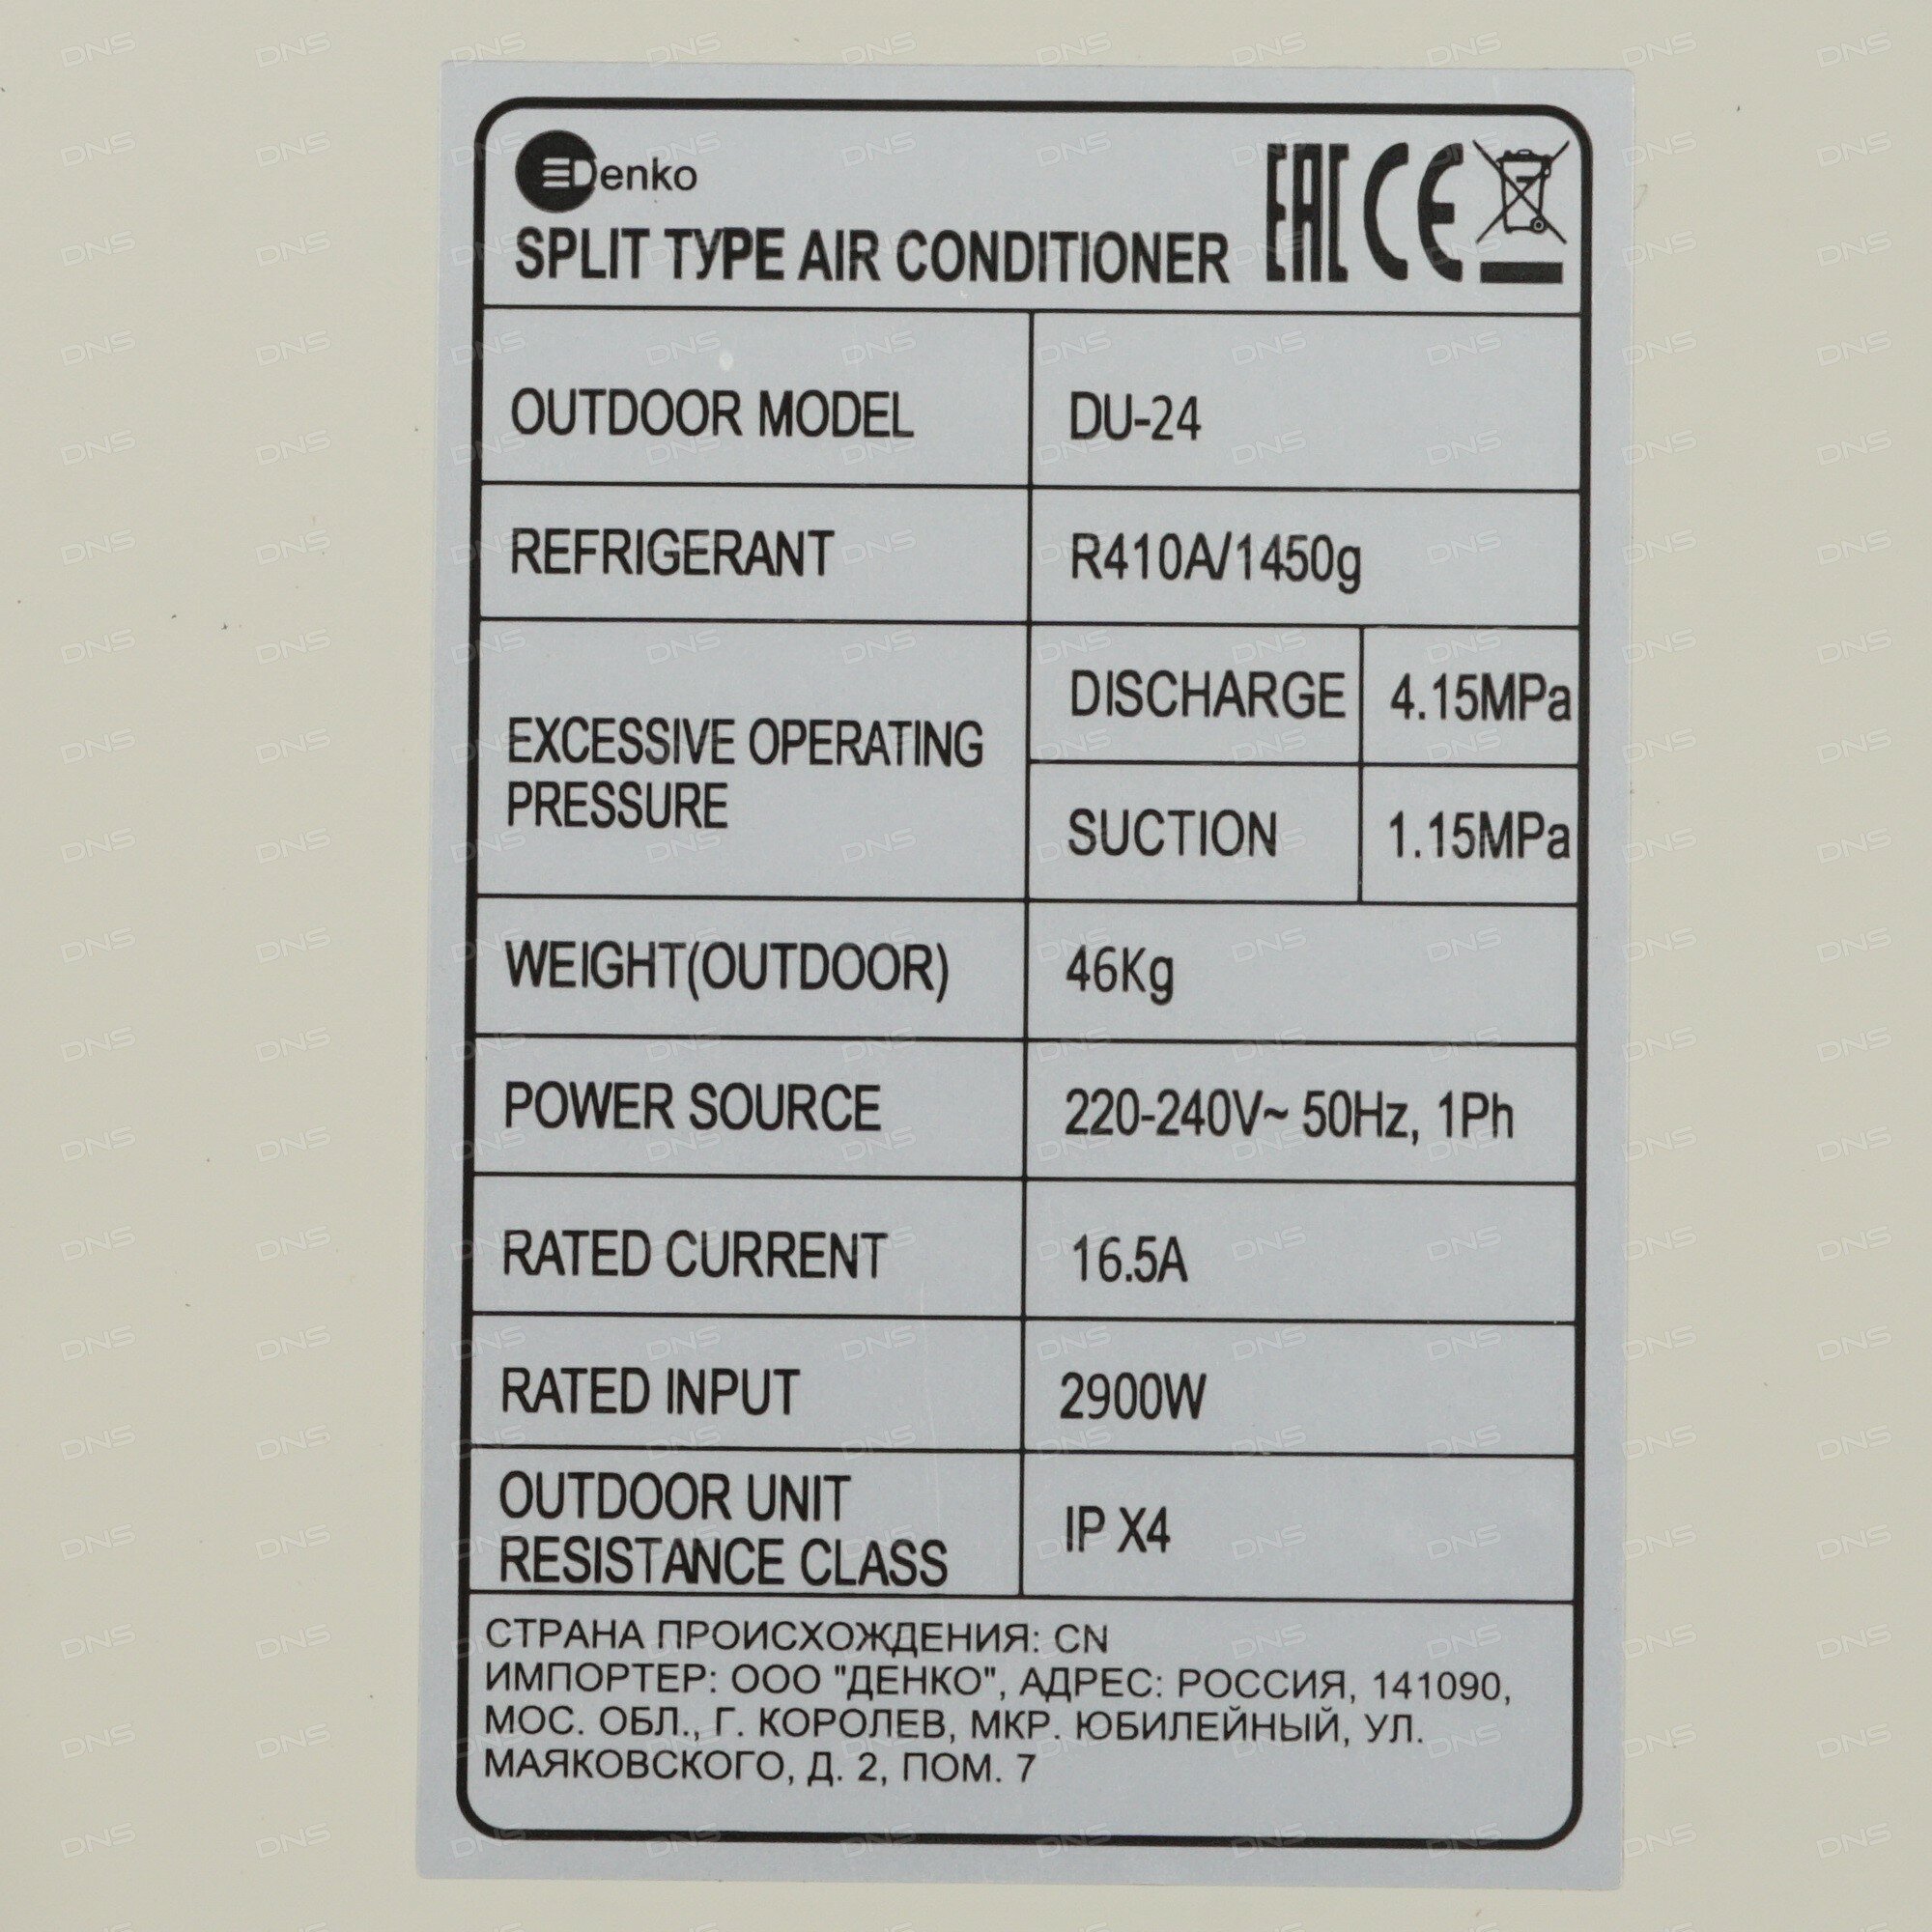 Denko
SPLIT TYPE AIR CONDITIONER
EAC CE
OUTDOOR MODEL
DU-24
REFRIGERANT
R410A/1450g
EXCESSIVE OPERATING
PRESSURE
DISCHARGE
4.15MPa
SUCTION
1.15MPa
WEIGHT(OUTDOOR)
46Kg
POWER SOURCE
220-240V~ 50Hz, 1Ph
RATED CURRENT
16.5A
RATED INPUT
2900W
OUTDOOR UNIT
RESISTANCE CLASS
IP X4
СТРАНА ПРОИСХОЖДЕНИЯ: CN
ИМПОРТЕР: ООО "ДЕНКО", АДРЕС: РОССИЯ, 141090,
МОС. ОБЛ., Г. КОРОЛЕВ, МКР. ЮБИЛЕЙНЫЙ, УЛ.
МАЯКОВСКОГО, Д. 2, ПОМ. 7
DNS